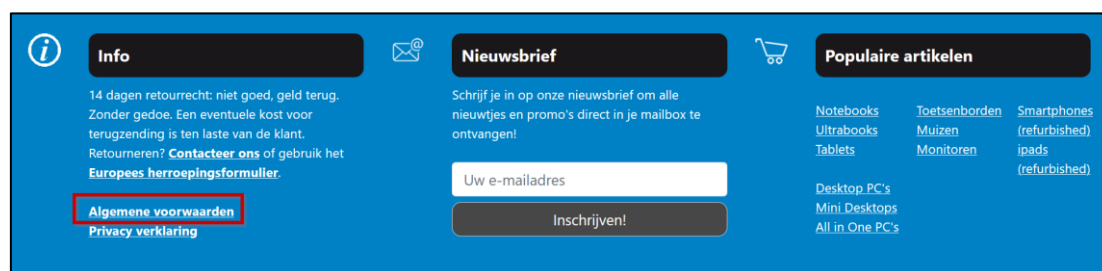 Info
14 dagen retourrecht: niet goed, geld terug.
Zonder gedoe. Een eventuele kost voor
terugzending is ten laste van de klant.
Retourneren? Contacteer ons of gebruik het
Europees herroepingsformulier.
Algemene voorwaarden
Privacy verklaring
Nieuwsbrief
Schrijf je in op onze nieuwsbrief om alle
nieuwtjes en promo's direct in je mailbox te
ontvangen!
Uw e-mailadres
Inschrijven!
Populaire artikelen
Notebooks
Ultrabooks
Tablets
Desktop PC's
Mini Desktops
All in One PC's
Toetsenborden
Muizen
Monitoren
Smartphones
(refurbished)
ipads
(refurbished)